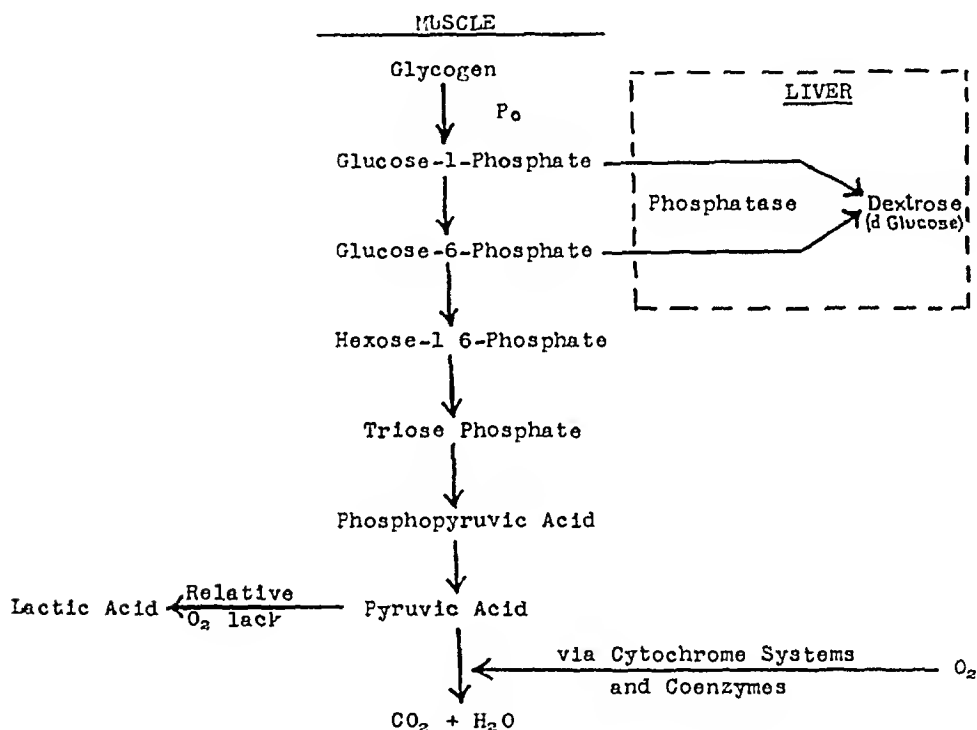 MUSCLE
Glycogen
LIVER
Po
Glucose-1-Phosphate
Phosphatase
Dextrose
(d Glucose)
Glucose-6-Phosphate
Hexose-1 6-Phosphate
Triose Phosphate
Phosphopyruvic Acid
Lactic Acid
Relative
O₂ lack
Pyruvic Acid
via Cytochrome Systems
and Coenzymes
O₂
CO₂ + H₂O